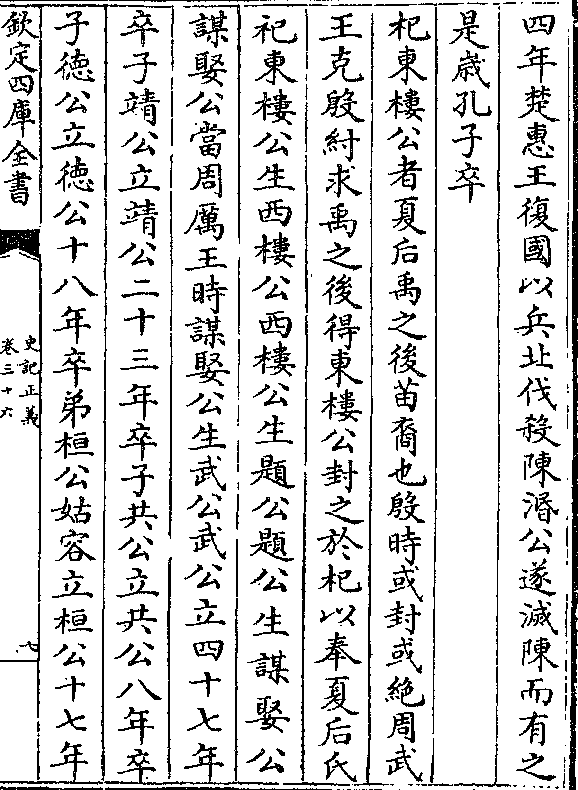 四年楚惠王復國以兵北伐殺陳湣公遂滅陳而有之
是歲孔子卒
杞東樓公者夏后禹之後苗裔也殷時或封或絕周武
王克殷紂求禹之後得東樓公封之於杞以奉夏后氏
祀東樓公生西樓公西樓公生題公題公生謀娶公
謀娶公當周厲王時謀娶公生武公武公立四十七年
卒子靖公立靖公二十三年卒子共公立共公八年卒
子德公立德公十八年卒弟桓公姑容立桓公十七年
欽定四庫全書
史記正義
卷三十六
八